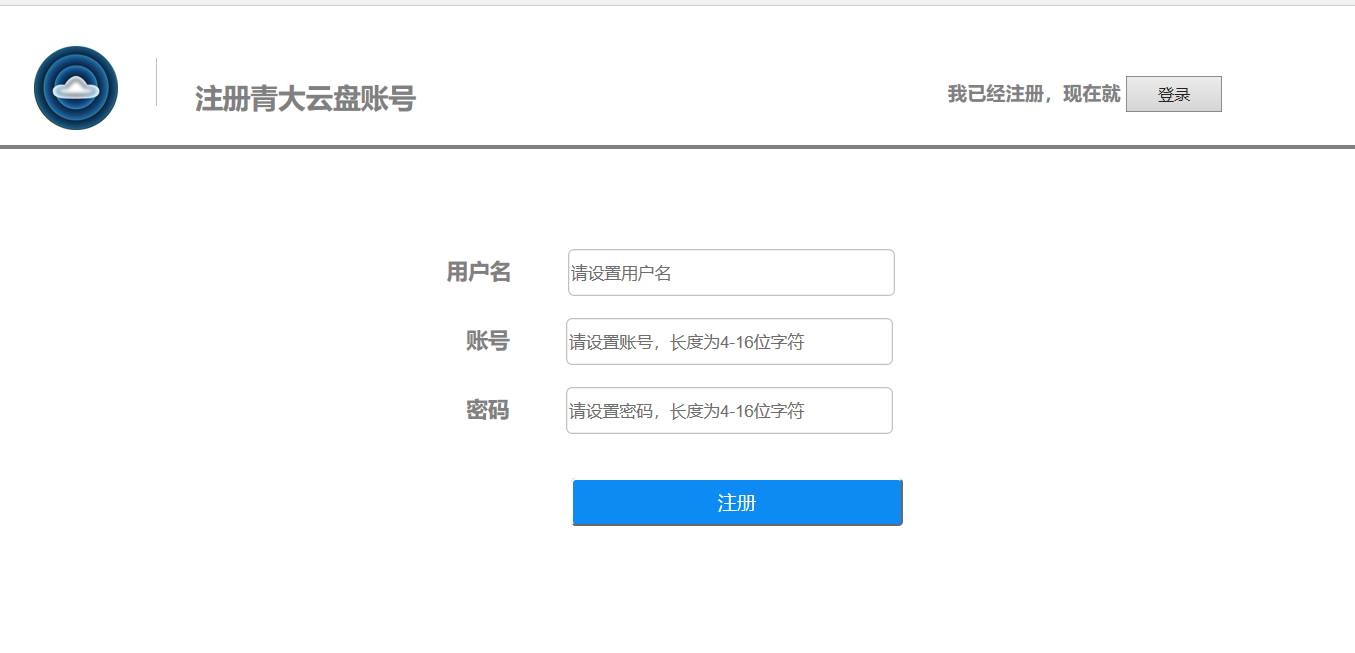 注册青大云盘账号
我已经注册，现在就 登录
用户名 请设置用户名
账号 请设置账号，长度为4-16位字符
密码 请设置密码，长度为4-16位字符
注册